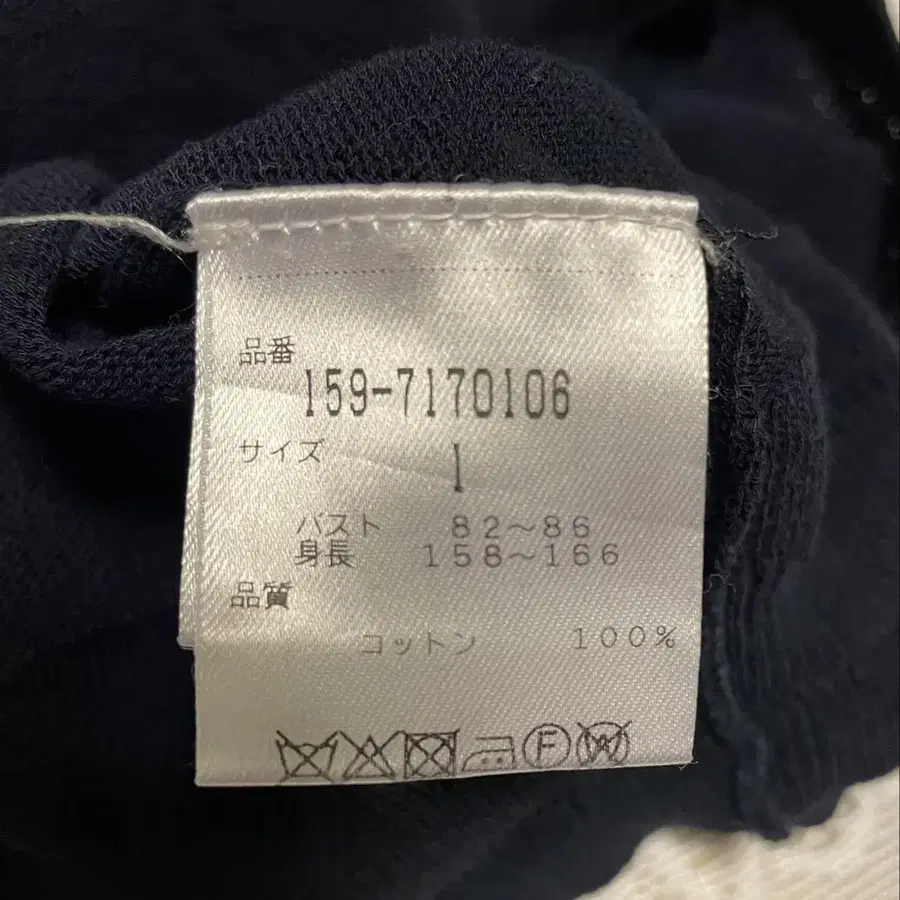 品番
159-7170106
サイズ 1
バスト 82～86
身長 158～166
品質
コットン 100%
F W